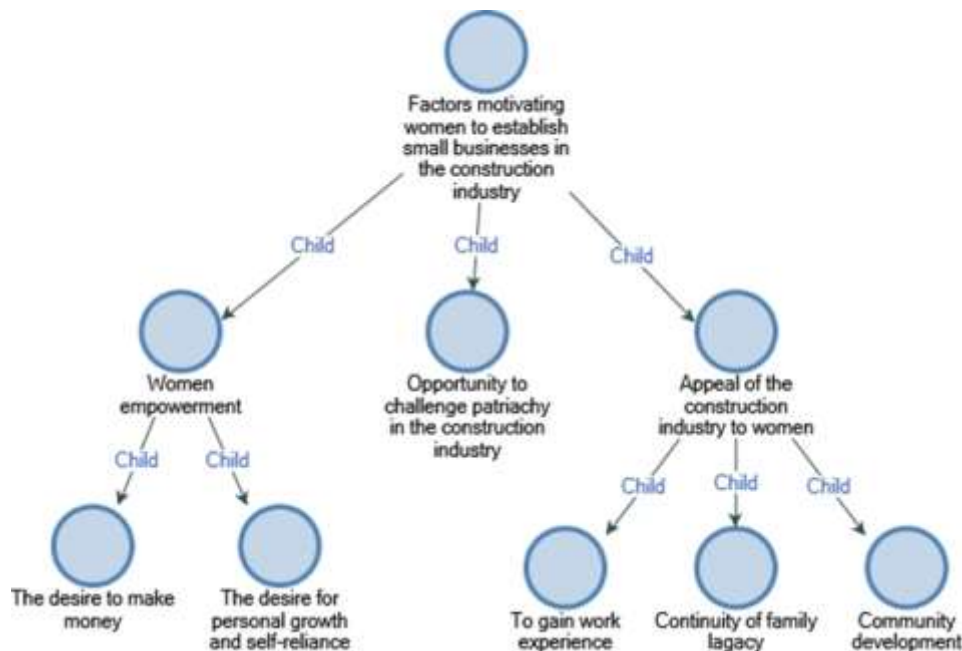 Factors motivating
women to establish
small businesses in
the construction
industry
Child
Child
Child
Women
empowerment
Opportunity to
challenge patriachy
in the construction
industry
Appeal of the
construction
industry to women
Child
Child
Child
Child
Child
The desire to make
money
The desire for
personal growth
and self-reliance
To gain work
experience
Continuity of family
lagacy
Community
development